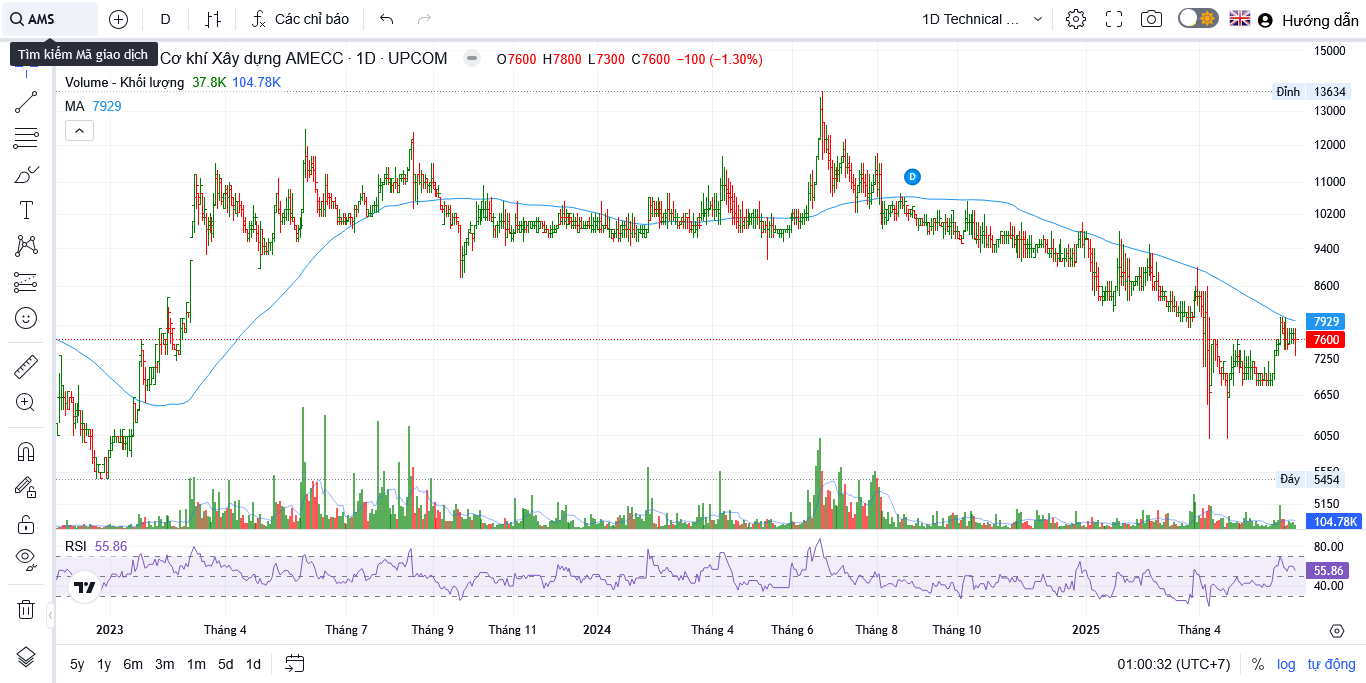 AMS
D
Các chỉ báo
1D Technical ...
Hướng dẫn
Tìm kiếm Mã giao dịch
Cơ khí Xây dựng AMECC · 1D · UPCOM
O7600 H7800 L7300 C7600 −100 (−1.30%)
Volume - Khối lượng 37.8K 104.78K
MA 7929
D
15000
Đỉnh 13634
13000
12000
11000
10200
9400
8600
7929
7600
7250
6650
6050
5550
Đáy 5454
5150
104.78K
RSI 55.86
80.00
55.86
40.00
2023 Tháng 4 Tháng 7 Tháng 9 Tháng 11 2024 Tháng 4 Tháng 6 Tháng 8 Tháng 10 2025 Tháng 4
5y 1y 6m 3m 1m 5d 1d
01:00:32 (UTC+7) % log tự động